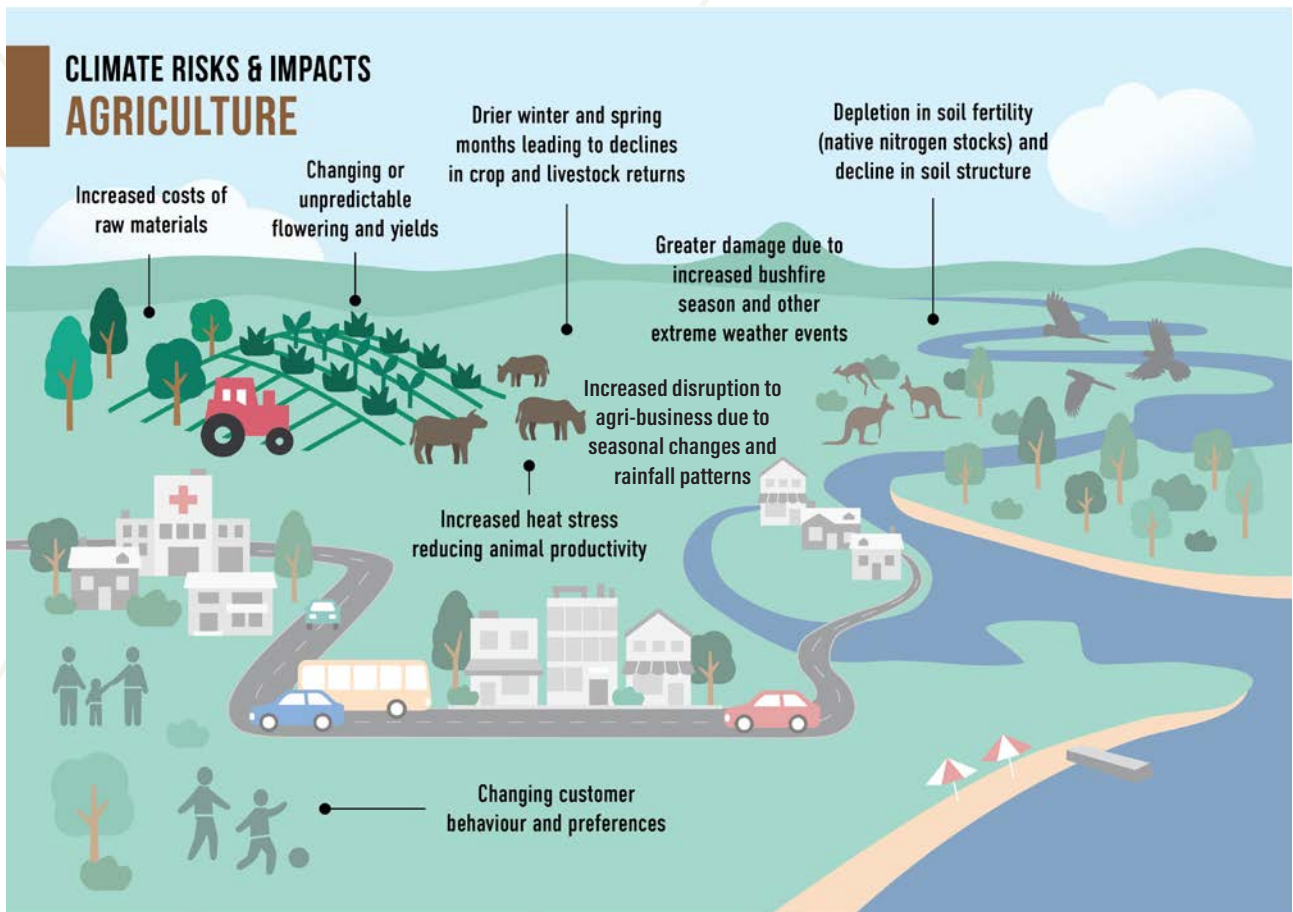 CLIMATE RISKS & IMPACTS
AGRICULTURE
Increased costs of
raw materials
Changing or
unpredictable
flowering and yields
Drier winter and spring
months leading to declines
in crop and livestock returns
Depletion in soil fertility
(native nitrogen stocks) and
decline in soil structure
Greater damage due to
increased bushfire
season and other
extreme weather events
Increased disruption to
agri-business due to
seasonal changes and
rainfall patterns
Increased heat stress
reducing animal productivity
Changing customer
behaviour and preferences